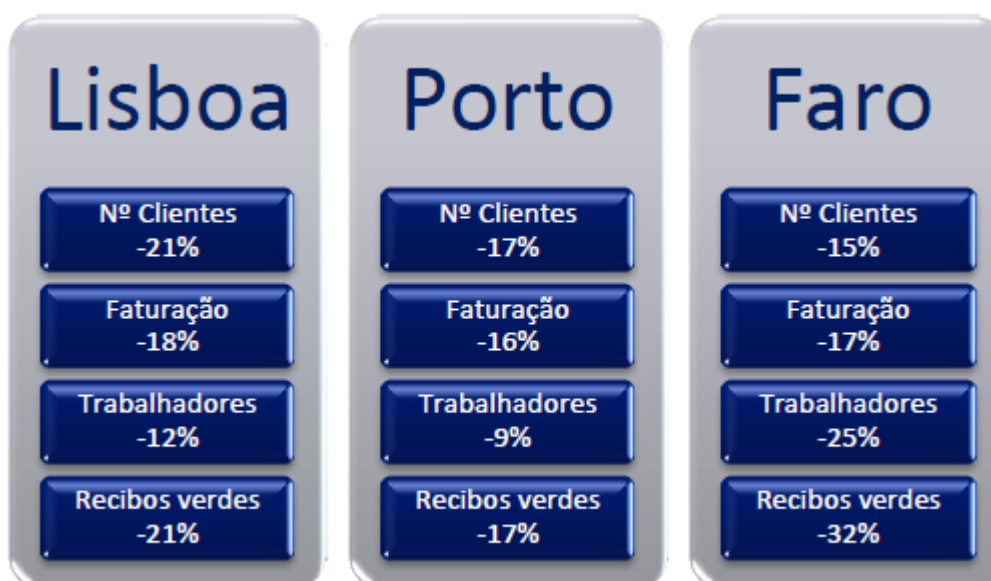 Lisboa
Nº Clientes
-21%
Faturação
-18%
Trabalhadores
-12%
Recibos verdes
-21%
Porto
Nº Clientes
-17%
Faturação
-16%
Trabalhadores
-9%
Recibos verdes
-17%
Faro
Nº Clientes
-15%
Faturação
-17%
Trabalhadores
-25%
Recibos verdes
-32%